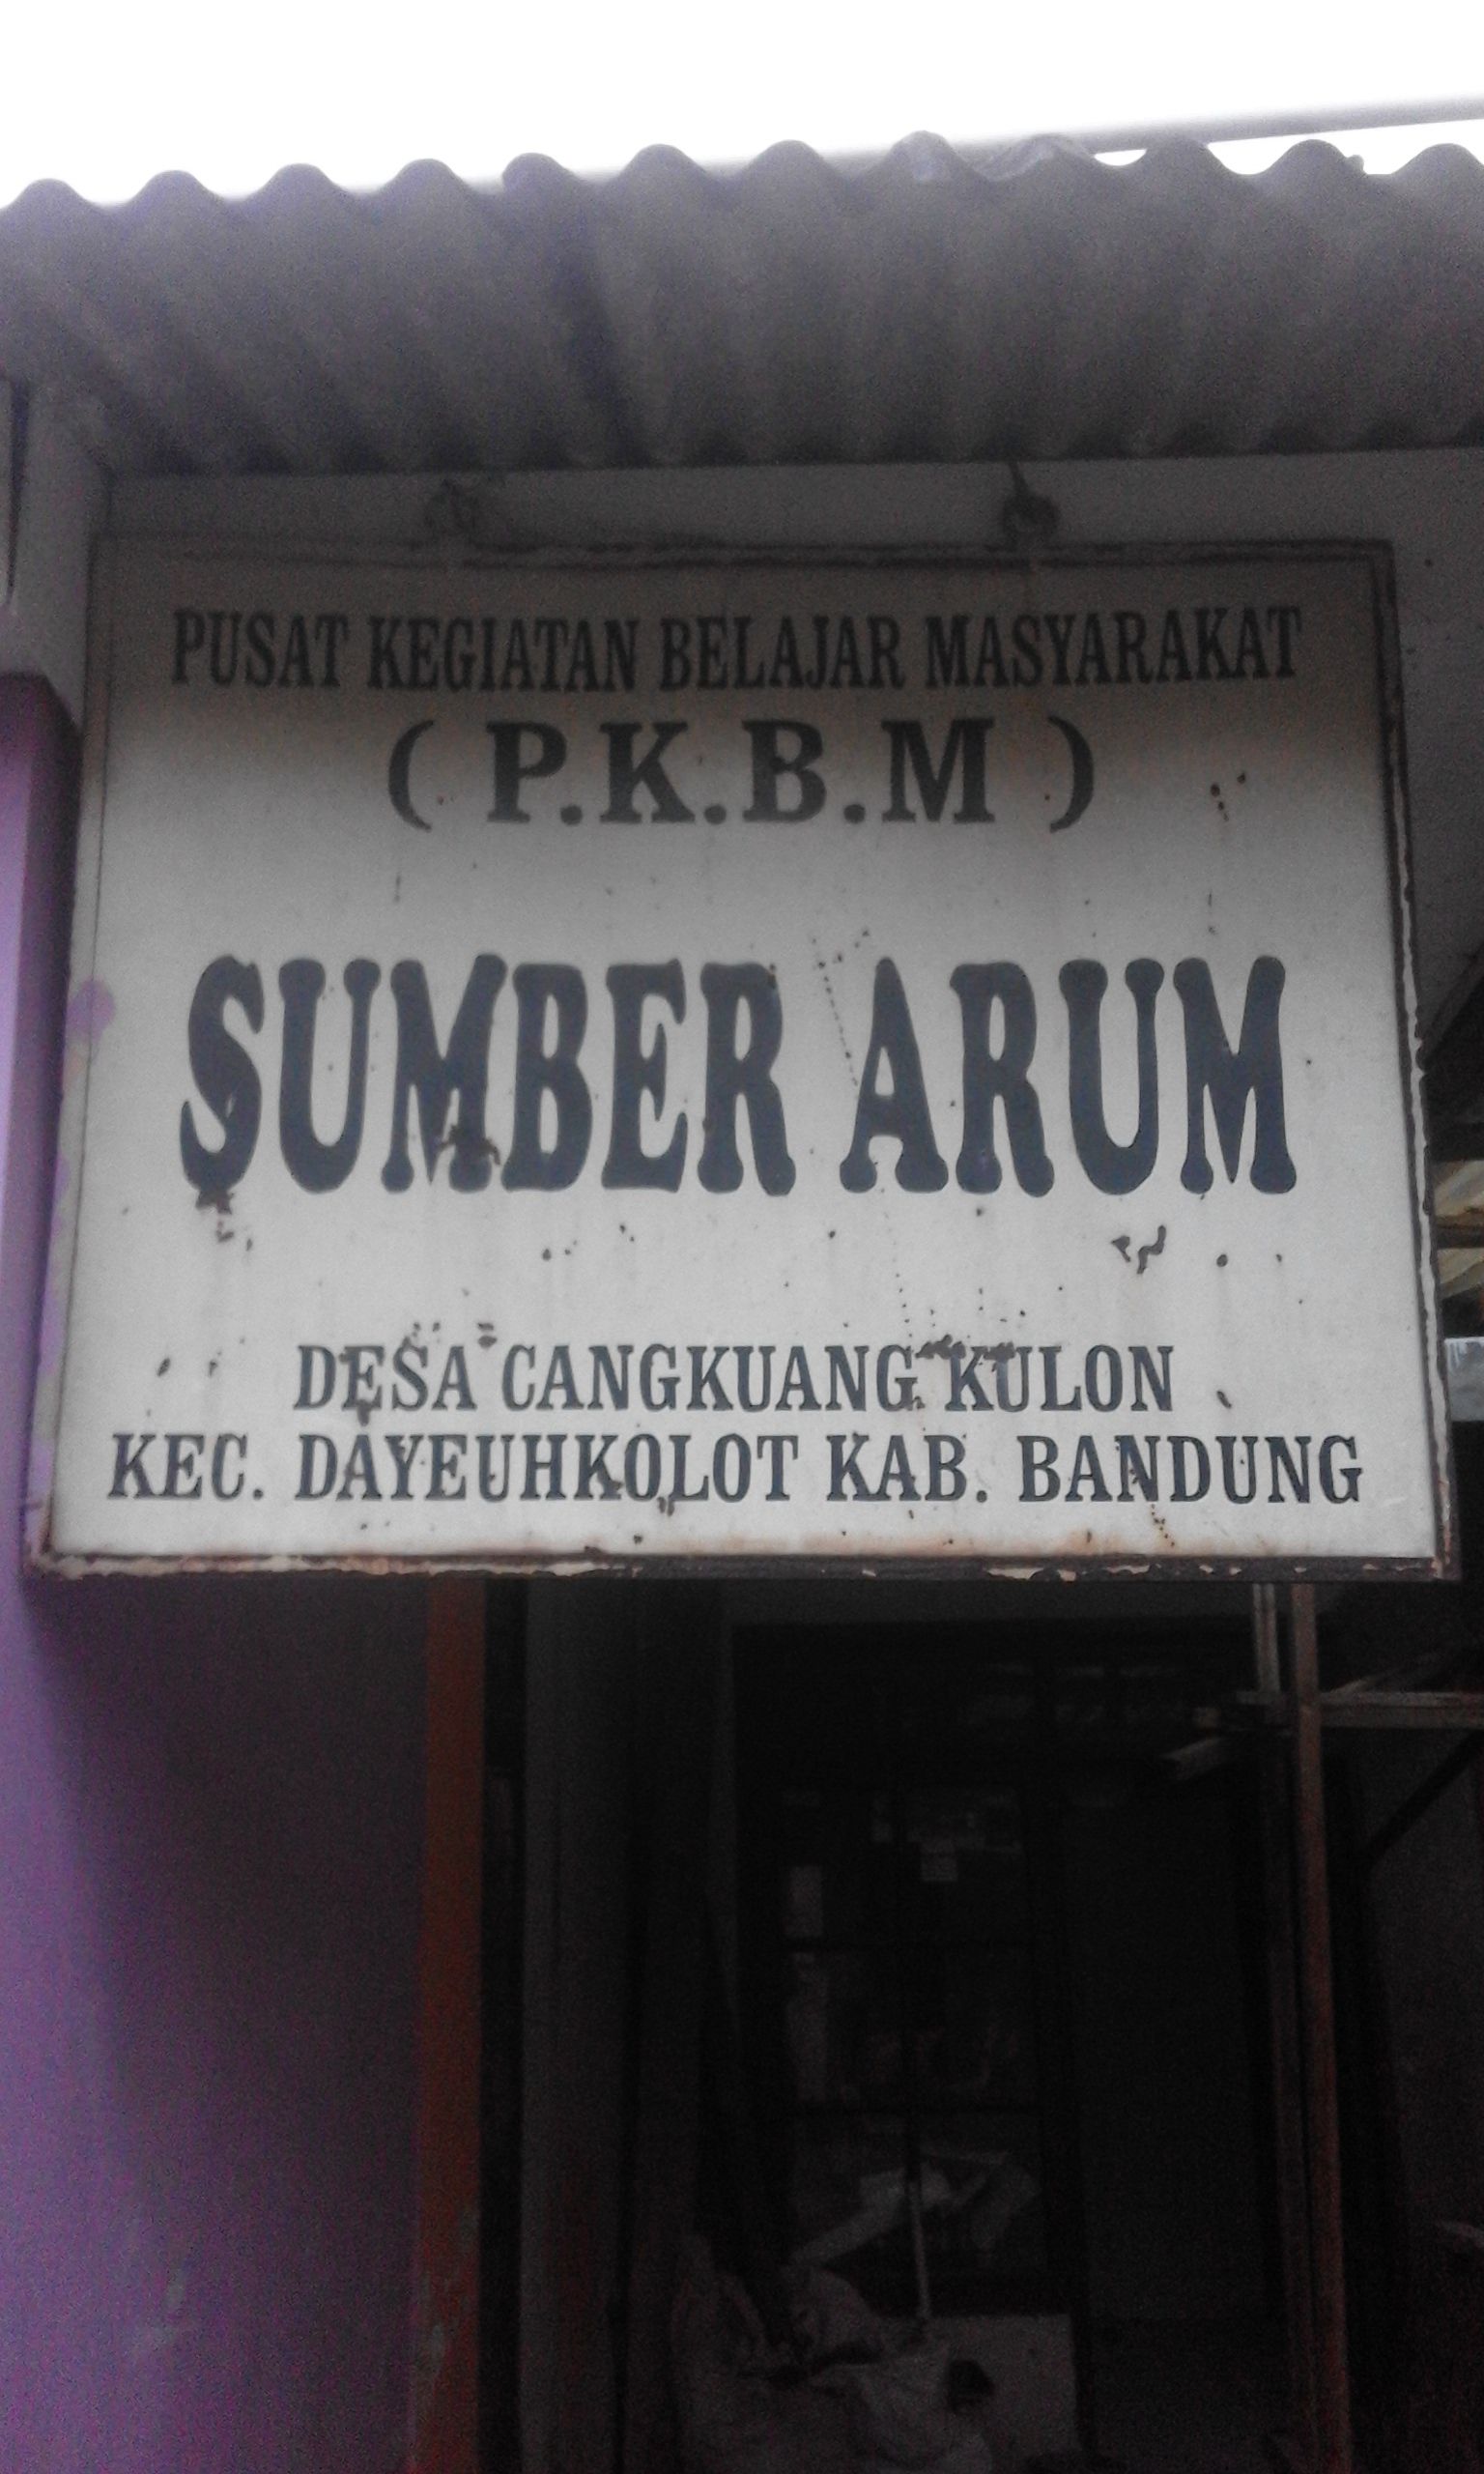 PUSAT KEGIATAN BELAJAR MASYARAKAT
( P.K.B.M )
SUMBER ARUM
DESA CANGKUANG KULON
KEC. DAYEUHKOLOT KAB. BANDUNG